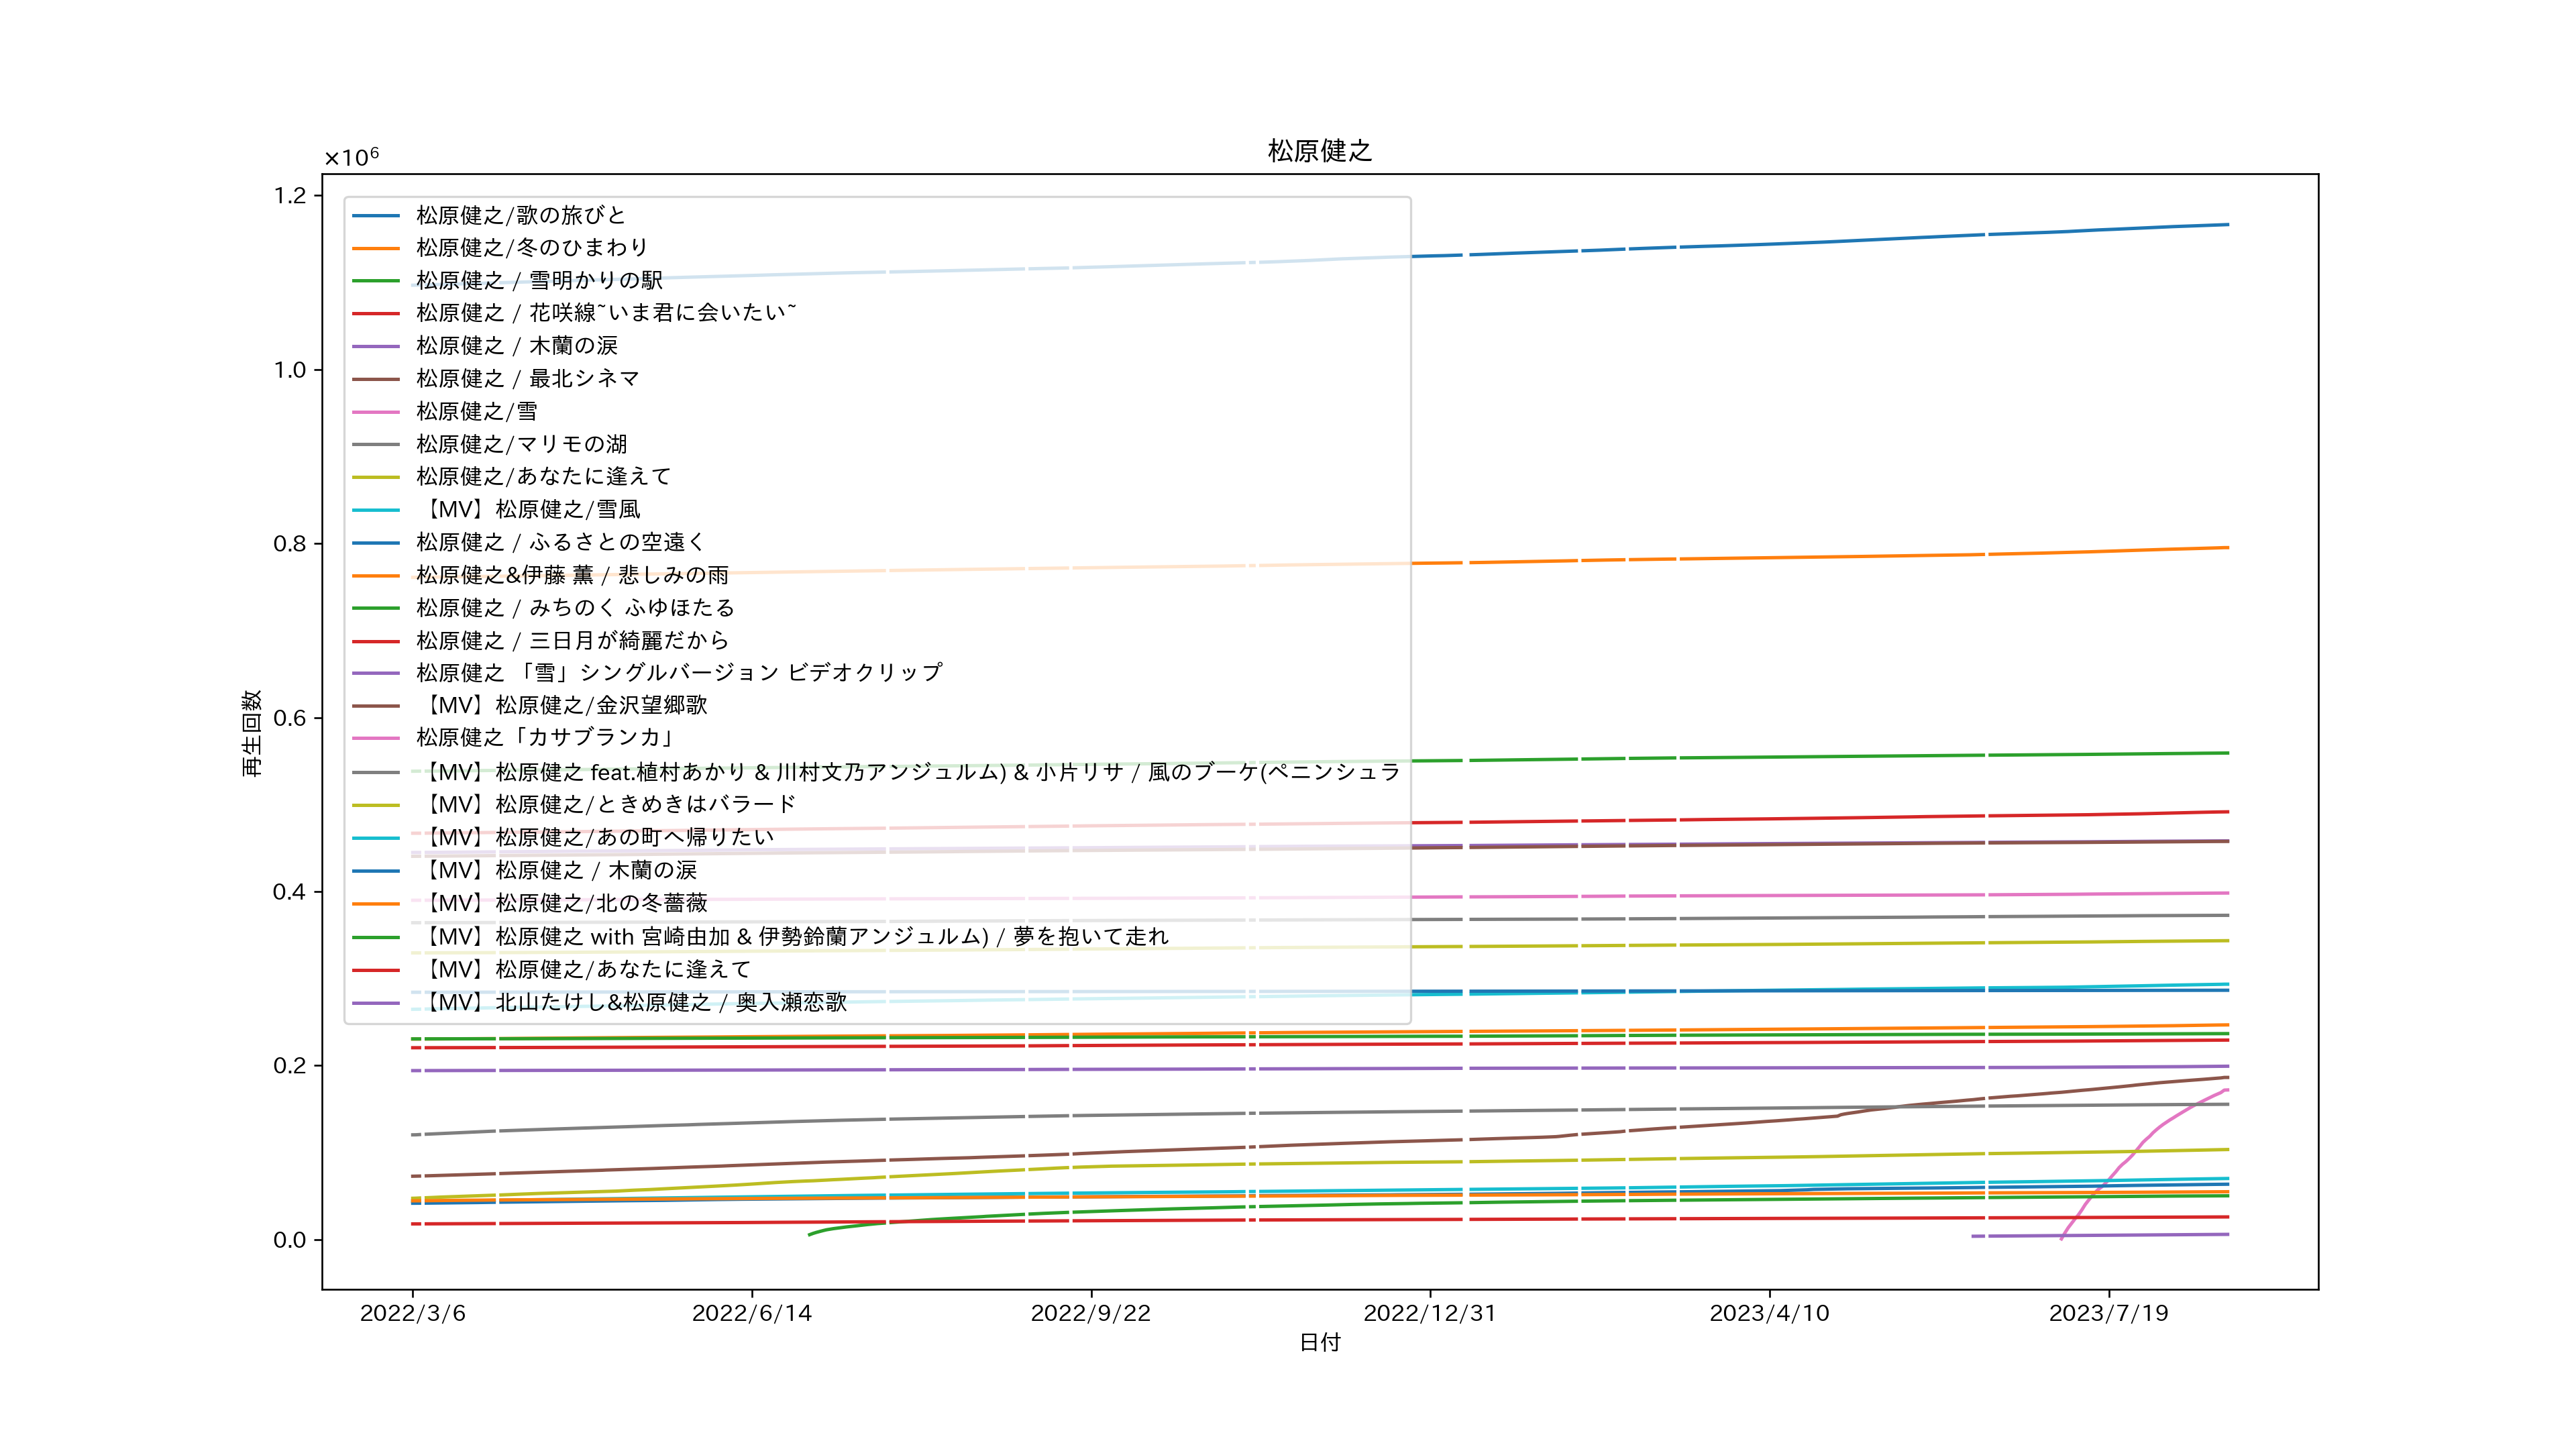 松原健之
×10⁶
1.2
1.0
0.8
0.6
0.4
0.2
0.0
再生回数
松原健之/歌の旅びと
松原健之/冬のひまわり
松原健之 / 雪明かりの駅
松原健之 / 花咲線~いま君に会いたい~
松原健之 / 木蘭の涙
松原健之 / 最北シネマ
松原健之/雪
松原健之/マリモの湖
松原健之/あなたに逢えて
【MV】松原健之/雪風
松原健之 / ふるさとの空遠く
松原健之&伊藤 薫 / 悲しみの雨
松原健之 / みちのく ふゆほたる
松原健之 / 三日月が綺麗だから
松原健之 「雪」シングルバージョン ビデオクリップ
【MV】松原健之/金沢望郷歌
松原健之「カサブランカ」
【MV】松原健之 feat.植村あかり & 川村文乃アンジュルム) & 小片リサ / 風のブーケ(ペニンシュラ
【MV】松原健之/ときめきはバラード
【MV】松原健之/あの町へ帰りたい
【MV】松原健之 / 木蘭の涙
【MV】松原健之/北の冬薔薇
【MV】松原健之 with 宮崎由加 & 伊勢鈴蘭アンジュルム) / 夢を抱いて走れ
【MV】松原健之/あなたに逢えて
【MV】北山たけし&松原健之 / 奥入瀬恋歌
2022/3/6
2022/6/14
2022/9/22
2022/12/31
2023/4/10
2023/7/19
日付